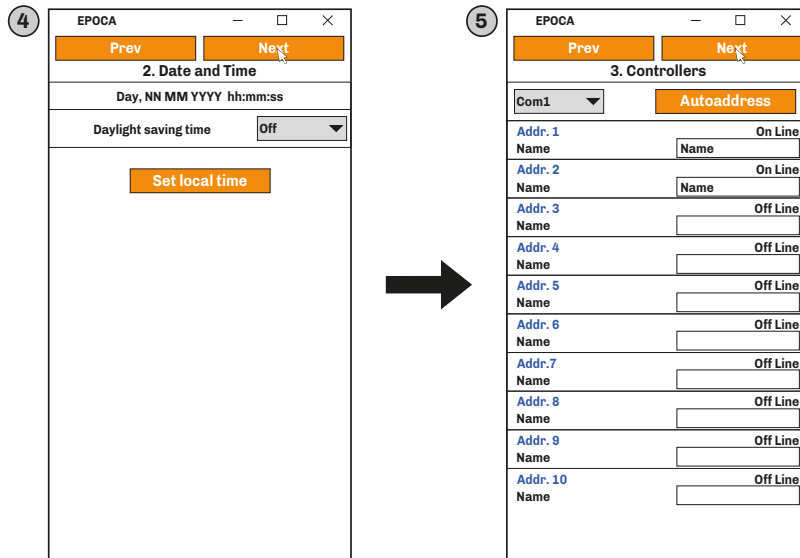 4
EPOCA
Prev
Next
2. Date and Time
Day, NN MM YYYY hh:mm:ss
Daylight saving time
Off
Set local time
5
EPOCA
Prev
Next
3. Controllers
Com1
Autoaddress
Addr. 1
On Line
Name
Name
Addr. 2
On Line
Name
Name
Addr. 3
Off Line
Name
Addr. 4
Off Line
Name
Addr. 5
Off Line
Name
Addr. 6
Off Line
Name
Addr.7
Off Line
Name
Addr. 8
Off Line
Name
Addr. 9
Off Line
Name
Addr. 10
Off Line
Name